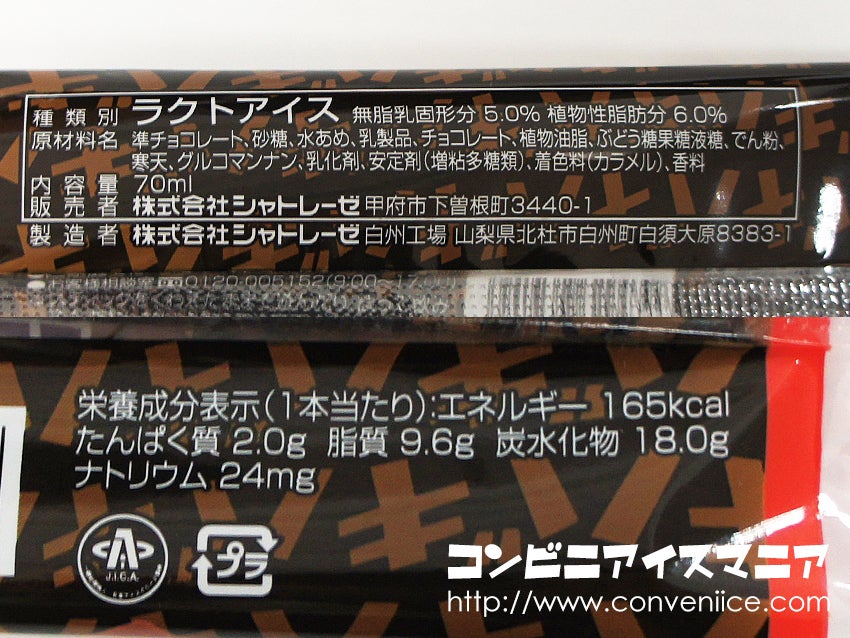 種類別 ラクトアイス 無脂乳固形分 5.0% 植物性脂肪分 6.0%
原材料名 準チョコレート、砂糖、水あめ、乳製品、チョコレート、植物油脂、ぶどう糖果糖液糖、でん粉、
寒天、グルコマンナン、乳化剤、安定剤(増粘多糖類)、着色料(カラメル)、香料
内容量 70ml
販売者 株式会社シャトレーゼ 甲府市下曽根町3440-1
製造者 株式会社シャトレーゼ 白州工場 山梨県北杜市白州町白須大原8383-1
お客様相談室 0120-005152(9:00
栄養成分表示(1本当たり):エネルギー 165kcal
たんぱく質 2.0g 脂質 9.6g 炭水化物 18.0g
ナトリウム 24mg
J.I.C.A.
プラ
コンビニアイスマニア
http://www.conveniice.com